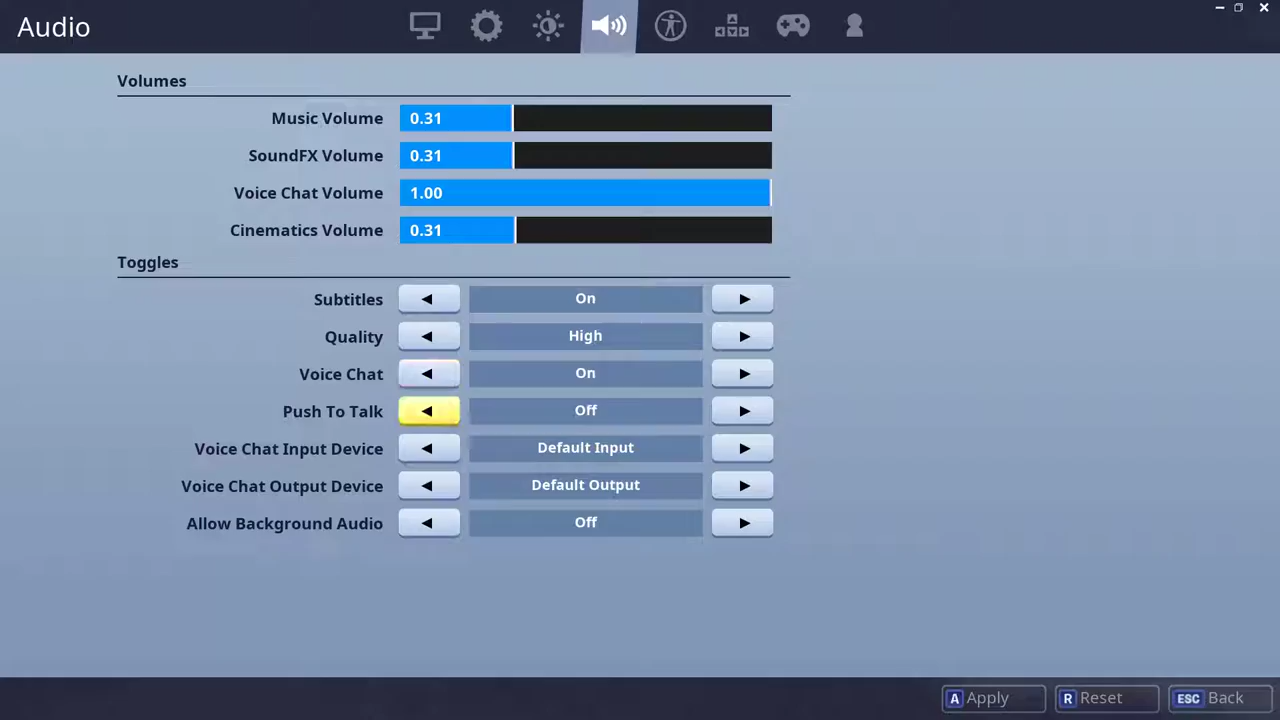 Audio
Volumes
Music Volume 0.31
SoundFX Volume 0.31
Voice Chat Volume 1.00
Cinematics Volume 0.31
Toggles
Subtitles On
Quality High
Voice Chat On
Push To Talk Off
Voice Chat Input Device Default Input
Voice Chat Output Device Default Output
Allow Background Audio Off
A Apply R Reset ESC Back